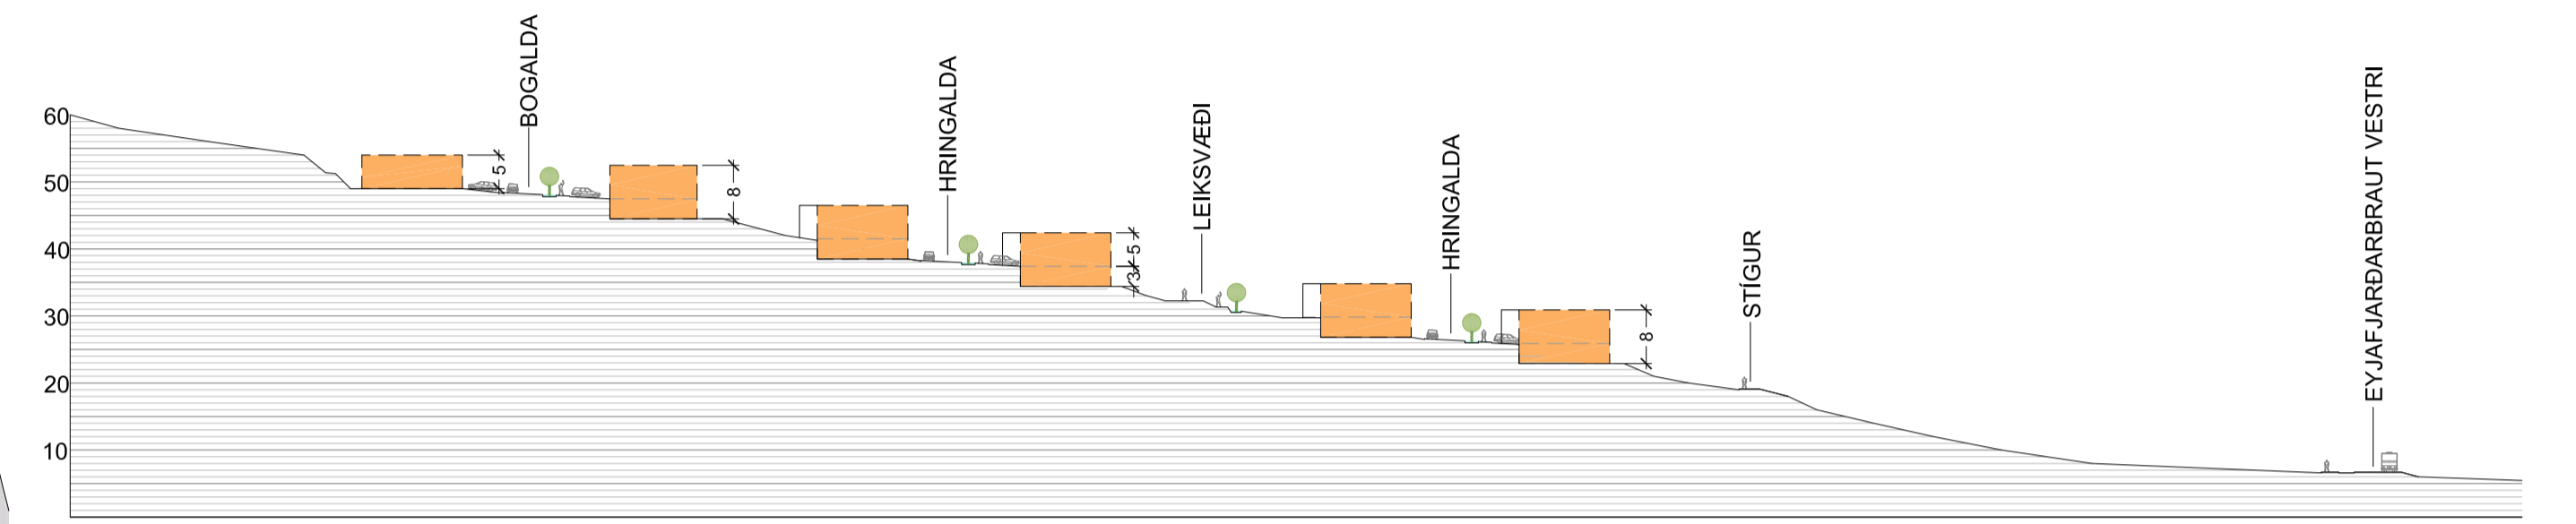 BOGALDA
HRINGALDA
LEIKSVÆÐI
HRINGALDA
STÍGUR
EYJAFJARÐARBRAUT VESTRI
60
50
40
30
20
10
5
8
5
3
8